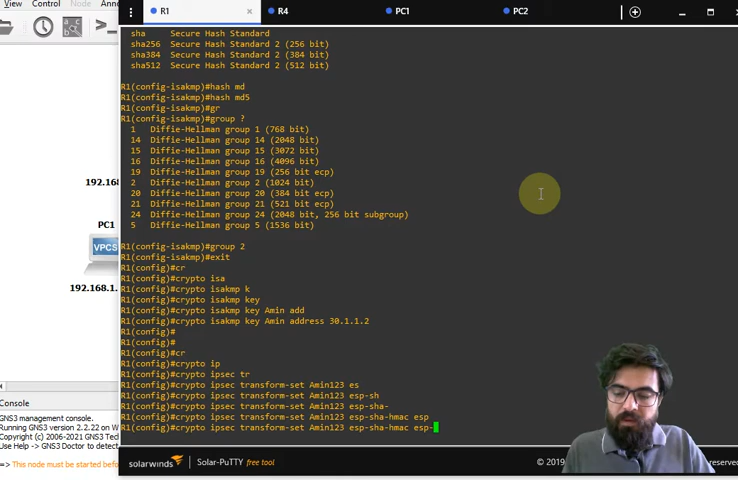 View
Control
Node
R1
×
R4
PC1
PC2
sha     Secure Hash Standard
sha256  Secure Hash Standard 2 (256 bit)
sha384  Secure Hash Standard 2 (384 bit)
sha512  Secure Hash Standard 2 (512 bit)
R1(config-isakmp)#hash md
R1(config-isakmp)#hash md5
R1(config-isakmp)#gr
R1(config-isakmp)#group ?
1   Diffie-Hellman group 1 (768 bit)
14  Diffie-Hellman group 14 (2048 bit)
15  Diffie-Hellman group 15 (3072 bit)
16  Diffie-Hellman group 16 (4096 bit)
19  Diffie-Hellman group 19 (256 bit ecp)
2   Diffie-Hellman group 2 (1024 bit)
20  Diffie-Hellman group 20 (384 bit ecp)
21  Diffie-Hellman group 21 (521 bit ecp)
24  Diffie-Hellman group 24 (2048 bit, 256 bit subgroup)
5   Diffie-Hellman group 5 (1536 bit)
R1(config-isakmp)#group 2
R1(config-isakmp)#exit
R1(config)#cr
R1(config)#crypto isa
R1(config)#crypto isakmp k
R1(config)#crypto isakmp key
R1(config)#crypto isakmp key Amin add
R1(config)#crypto isakmp key Amin address 30.1.1.2
R1(config)#
R1(config)#
R1(config)#cr
R1(config)#crypto ip
R1(config)#crypto ipsec tr
R1(config)#crypto ipsec transform-set Amin123 es
R1(config)#crypto ipsec transform-set Amin123 esp-sh
R1(config)#crypto ipsec transform-set Amin123 esp-sha-
R1(config)#crypto ipsec transform-set Amin123 esp-sha-hmac esp
R1(config)#crypto ipsec transform-set Amin123 esp-sha-hmac esp-
192.168
PC1
VPCS
192.168.1.
Console
GNS3 management console.
Running GNS3 version 2.2.22 on W
Copyright (c) 2006-2021 GNS3 Tec
Use Help -> GNS3 Doctor to detect
=> This node must be started befo
solarwinds
Solar-PuTTY free tool
© 2019